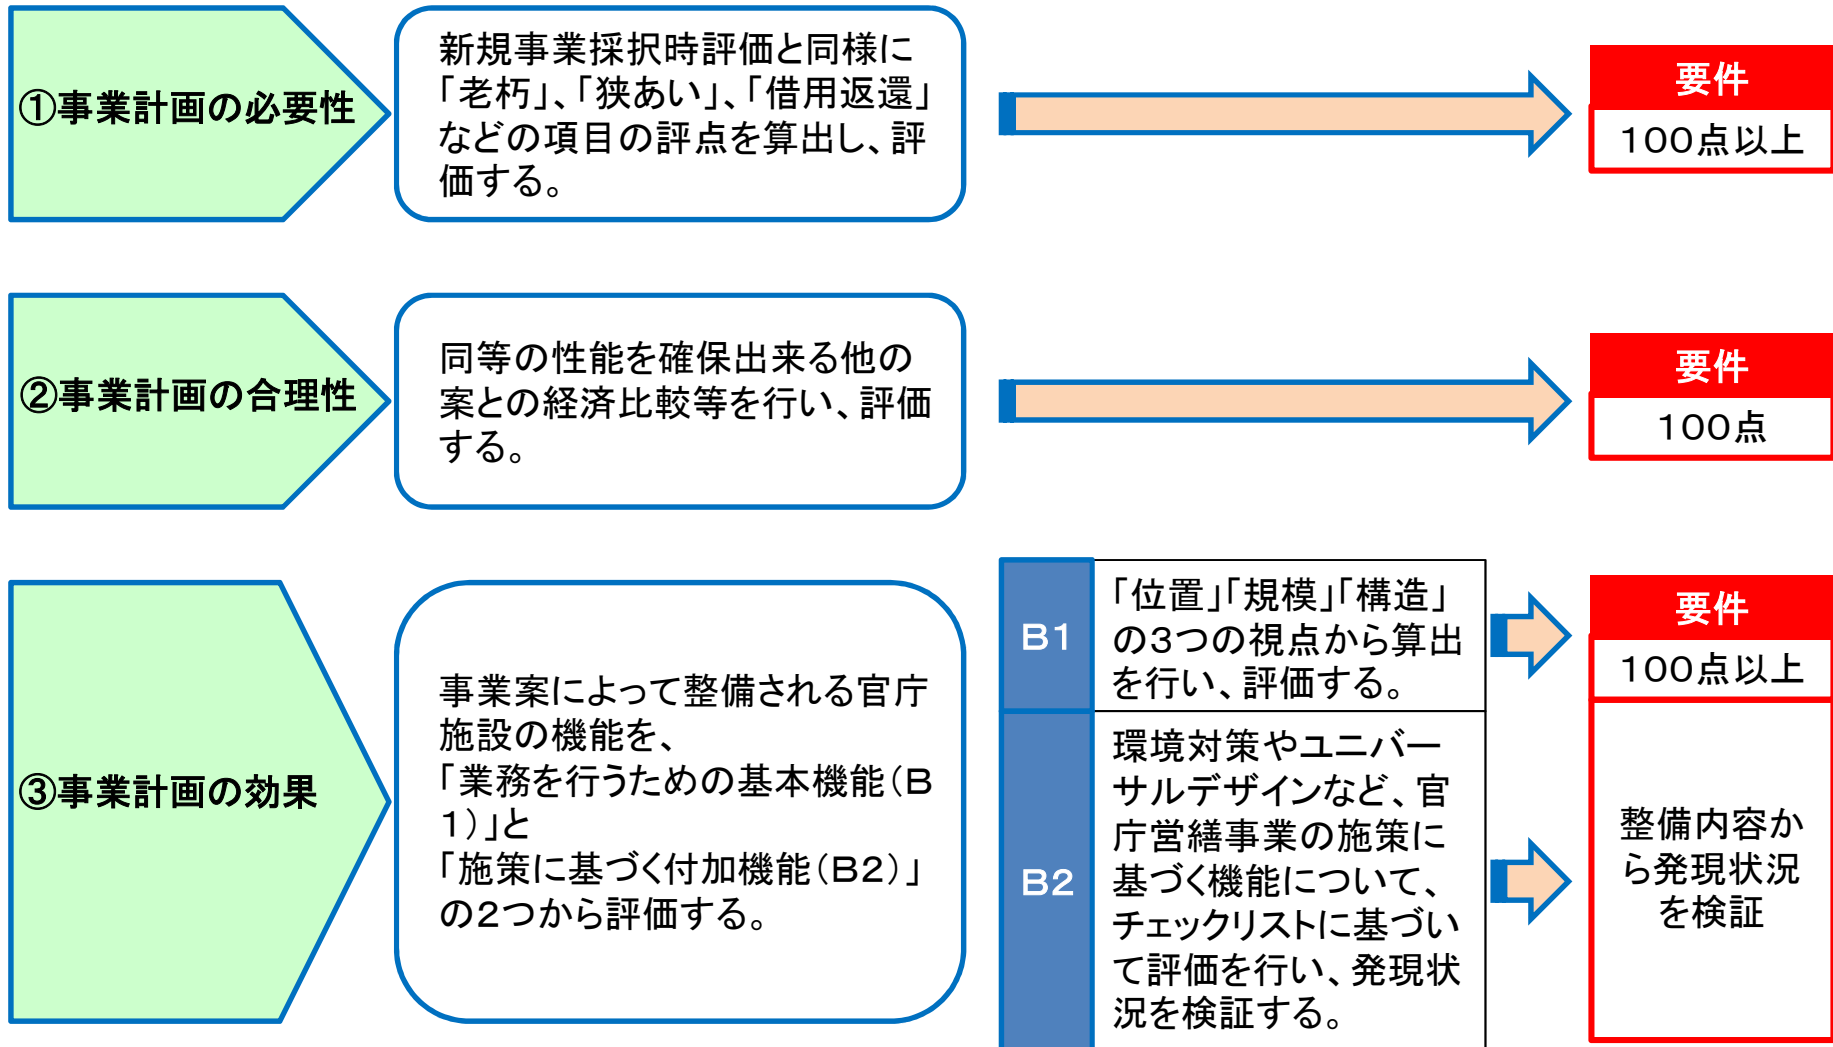 ①事業計画の必要性
新規事業採択時評価と同様に
「老朽」、「狭あい」、「借用返還」
などの項目の評点を算出し、評
価する。
要件
100点以上
②事業計画の合理性
同等の性能を確保出来る他の
案との経済比較等を行い、評価
する。
要件
100点
③事業計画の効果
事業案によって整備される官庁
施設の機能を、
「業務を行うための基本機能(B
1)」と
「施策に基づく付加機能(B2)」
の2つから評価する。
B1
「位置」「規模」「構造」
の3つの視点から算出
を行い、評価する。
要件
100点以上
B2
環境対策やユニバー
サルデザインなど、官
庁営繕事業の施策に
基づく機能について、
チェックリストに基づい
て評価を行い、発現状
況を検証する。
整備内容か
ら発現状況
を検証